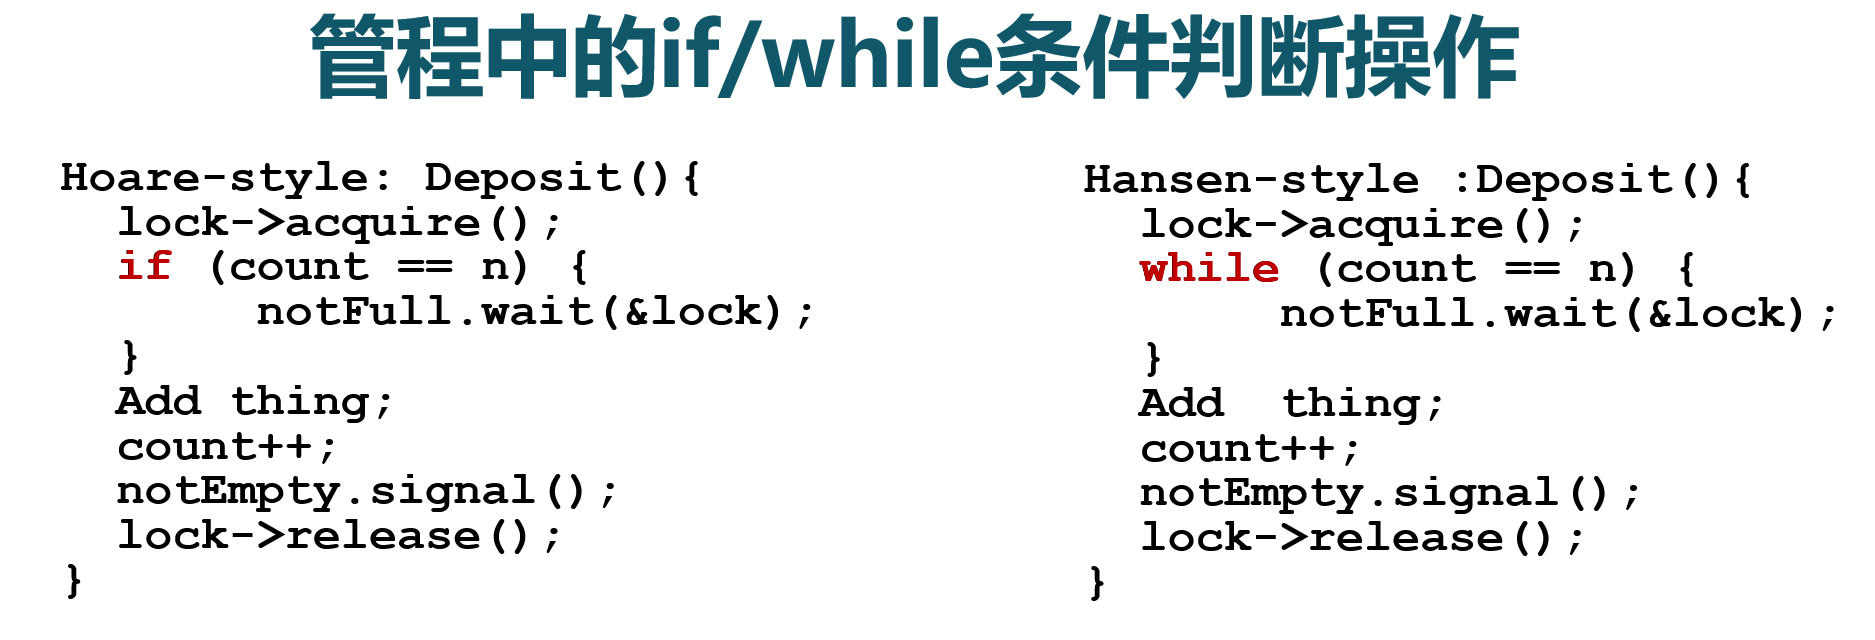 管程中的if/while条件判断操作
Hoare-style: Deposit(){
lock->acquire();
if (count == n) {
notFull.wait(&lock);
}
Add thing;
count++;
notEmpty.signal();
lock->release();
}
Hansen-style :Deposit(){
lock->acquire();
while (count == n) {
notFull.wait(&lock);
}
Add  thing;
count++;
notEmpty.signal();
lock->release();
}